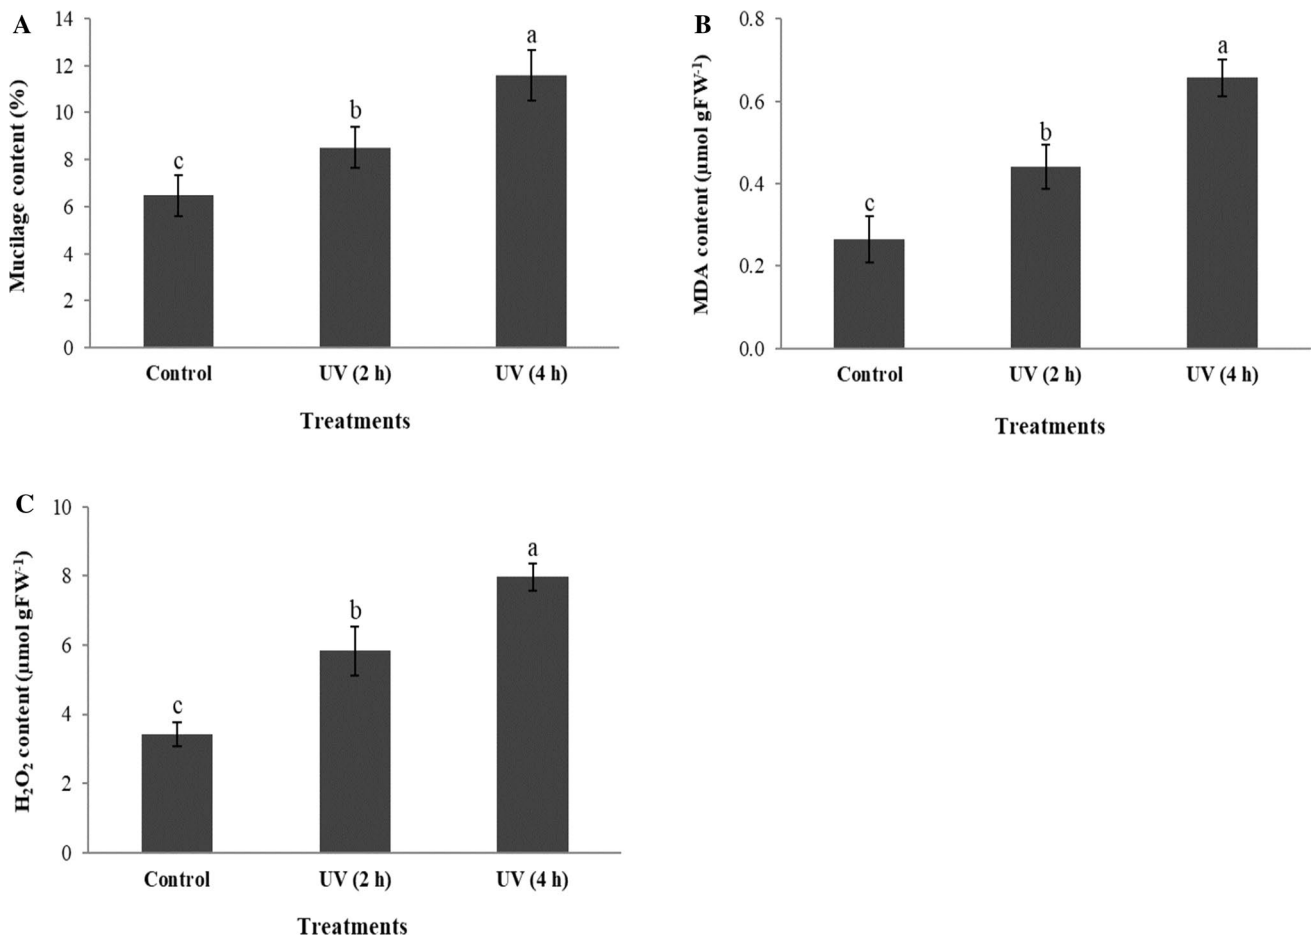 A
Mucilage content (%)
14
12
10
8
6
4
2
0
c
b
a
Control
UV (2 h)
UV (4 h)
Treatments
B
MDA content (µmol gFW⁻¹)
0.8
0.6
0.4
0.2
0.0
c
b
a
Control
UV (2 h)
UV (4 h)
Treatments
C
H₂O₂ content (µmol gFW⁻¹)
10
8
6
4
2
0
c
b
a
Control
UV (2 h)
UV (4 h)
Treatments